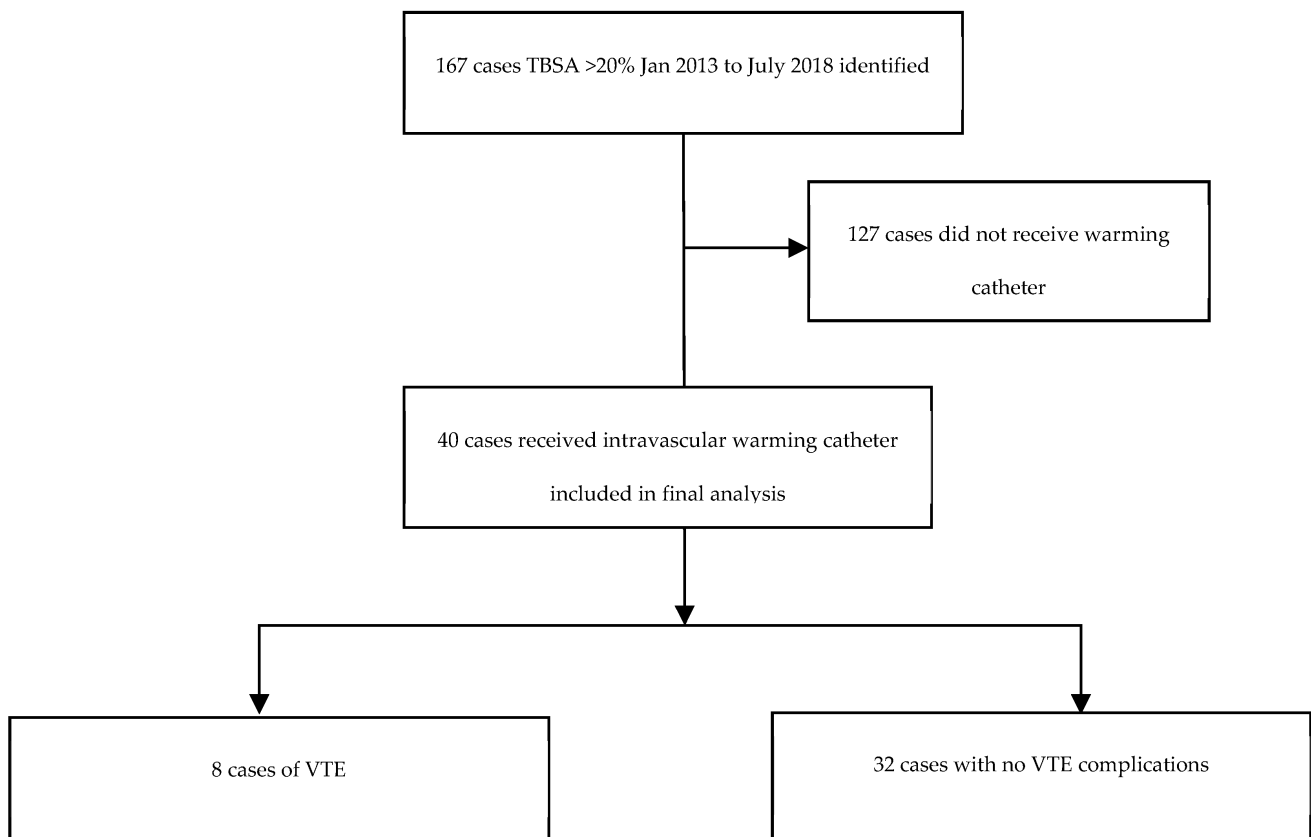 167 cases TBSA >20% Jan 2013 to July 2018 identified
127 cases did not receive warming
catheter
40 cases received intravascular warming catheter
included in final analysis
8 cases of VTE
32 cases with no VTE complications